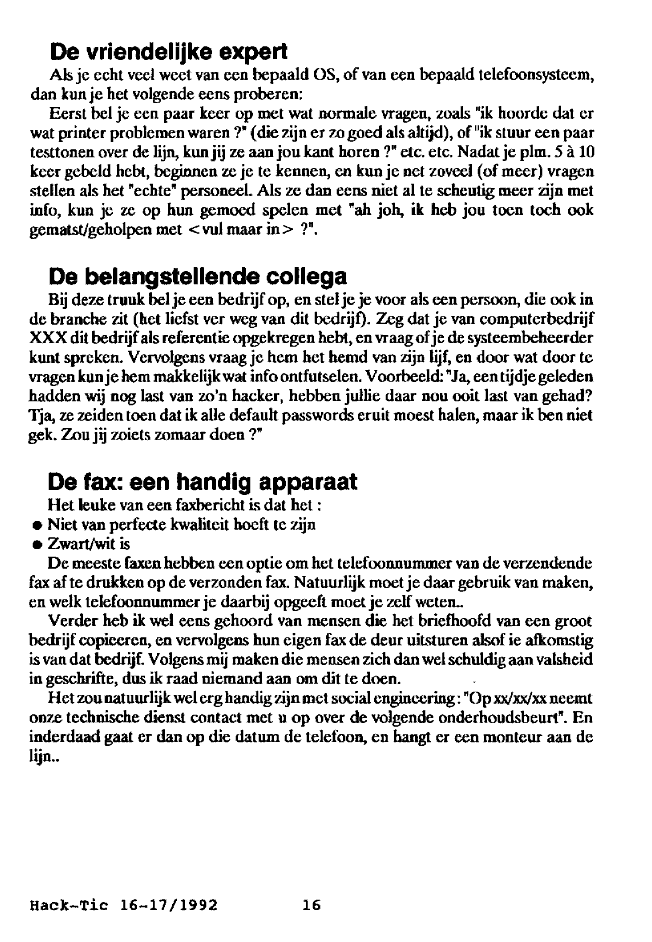 De vriendelijke expert
Als je echt veel weet van een bepaald OS, of van een bepaald telefoonsysteem,
dan kun je het volgende eens proberen:
Eerst bel je een paar keer op met wat normale vragen, zoals "ik hoorde dat er
wat printer problemen waren ?" (die zijn er zo goed als altijd), of "ik stuur een paar
testtonen over de lijn, kun jij ze aan jou kant horen ?" etc. etc. Nadat je plm. 5 à 10
keer gebeld hebt, beginnen ze je te kennen, en kun je net zoveel (of meer) vragen
stellen als het "echte" personeel. Als ze dan eens niet al te scheutig meer zijn met
info, kun je ze op hun gemoed spelen met "ah joh, ik heb jou toen toch ook
gematst/geholpen met <vul maar in> ?".
De belangstellende collega
Bij deze truuk bel je een bedrijf op, en stel je je voor als een persoon, die ook in
de branche zit (het liefst ver weg van dit bedrijf). Zeg dat je van computerbedrijf
XXX dit bedrijf als referentie opgekregen hebt, en vraag of je de systeembeheerder
kunt spreken. Vervolgens vraag je hem het hemd van zijn lijf, en door wat door te
vragen kun je hem makkelijk wat info ontfutselen. Voorbeeld: "Ja, een tijdje geleden
hadden wij nog last van zo'n hacker, hebben jullie daar nou ooit last van gehad?
Tja, ze zeiden toen dat ik alle default passwords eruit moest halen, maar ik ben niet
gek. Zou jij zoiets zomaar doen ?"
De fax: een handig apparaat
Het leuke van een faxbericht is dat het :
● Niet van perfecte kwaliteit hoeft te zijn
● Zwart/wit is
De meeste faxen hebben een optie om het telefoonnummer van de verzendende
fax af te drukken op de verzonden fax. Natuurlijk moet je daar gebruik van maken,
en welk telefoonnummer je daarbij opgeeft moet je zelf weten..
Verder heb ik wel eens gehoord van mensen die het briefhoofd van een groot
bedrijf copieeren, en vervolgens hun eigen fax de deur uitsturen alsof ie afkomstig
is van dat bedrijf. Volgens mij maken die mensen zich dan wel schuldig aan valsheid
in geschrifte, dus ik raad niemand aan om dit te doen.
Het zou natuurlijk wel erg handig zijn met social engineering : "Op xx/xx/xx neemt
onze technische dienst contact met u op over de volgende onderhoudsbeurt". En
inderdaad gaat er dan op die datum de telefoon, en hangt er een monteur aan de
lijn..
Hack-Tic 16-17/1992 16